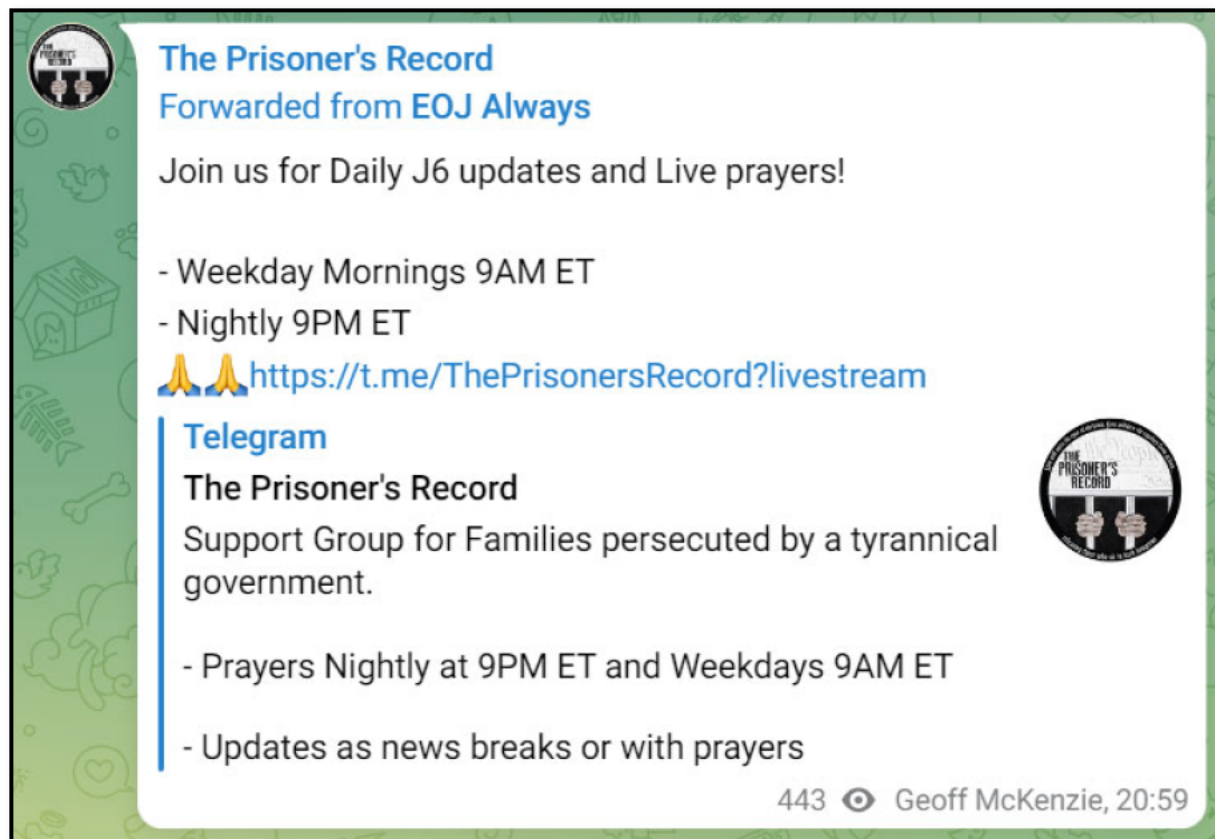 The Prisoner's Record
Forwarded from EOJ Always
Join us for Daily J6 updates and Live prayers!
- Weekday Mornings 9AM ET
- Nightly 9PM ET
🙏🙏https://t.me/ThePrisonersRecord?livestream
Telegram
The Prisoner's Record
Support Group for Families persecuted by a tyrannical
government.
- Prayers Nightly at 9PM ET and Weekdays 9AM ET
- Updates as news breaks or with prayers
THE
PRISONER'S
RECORD
443 Geoff McKenzie, 20:59